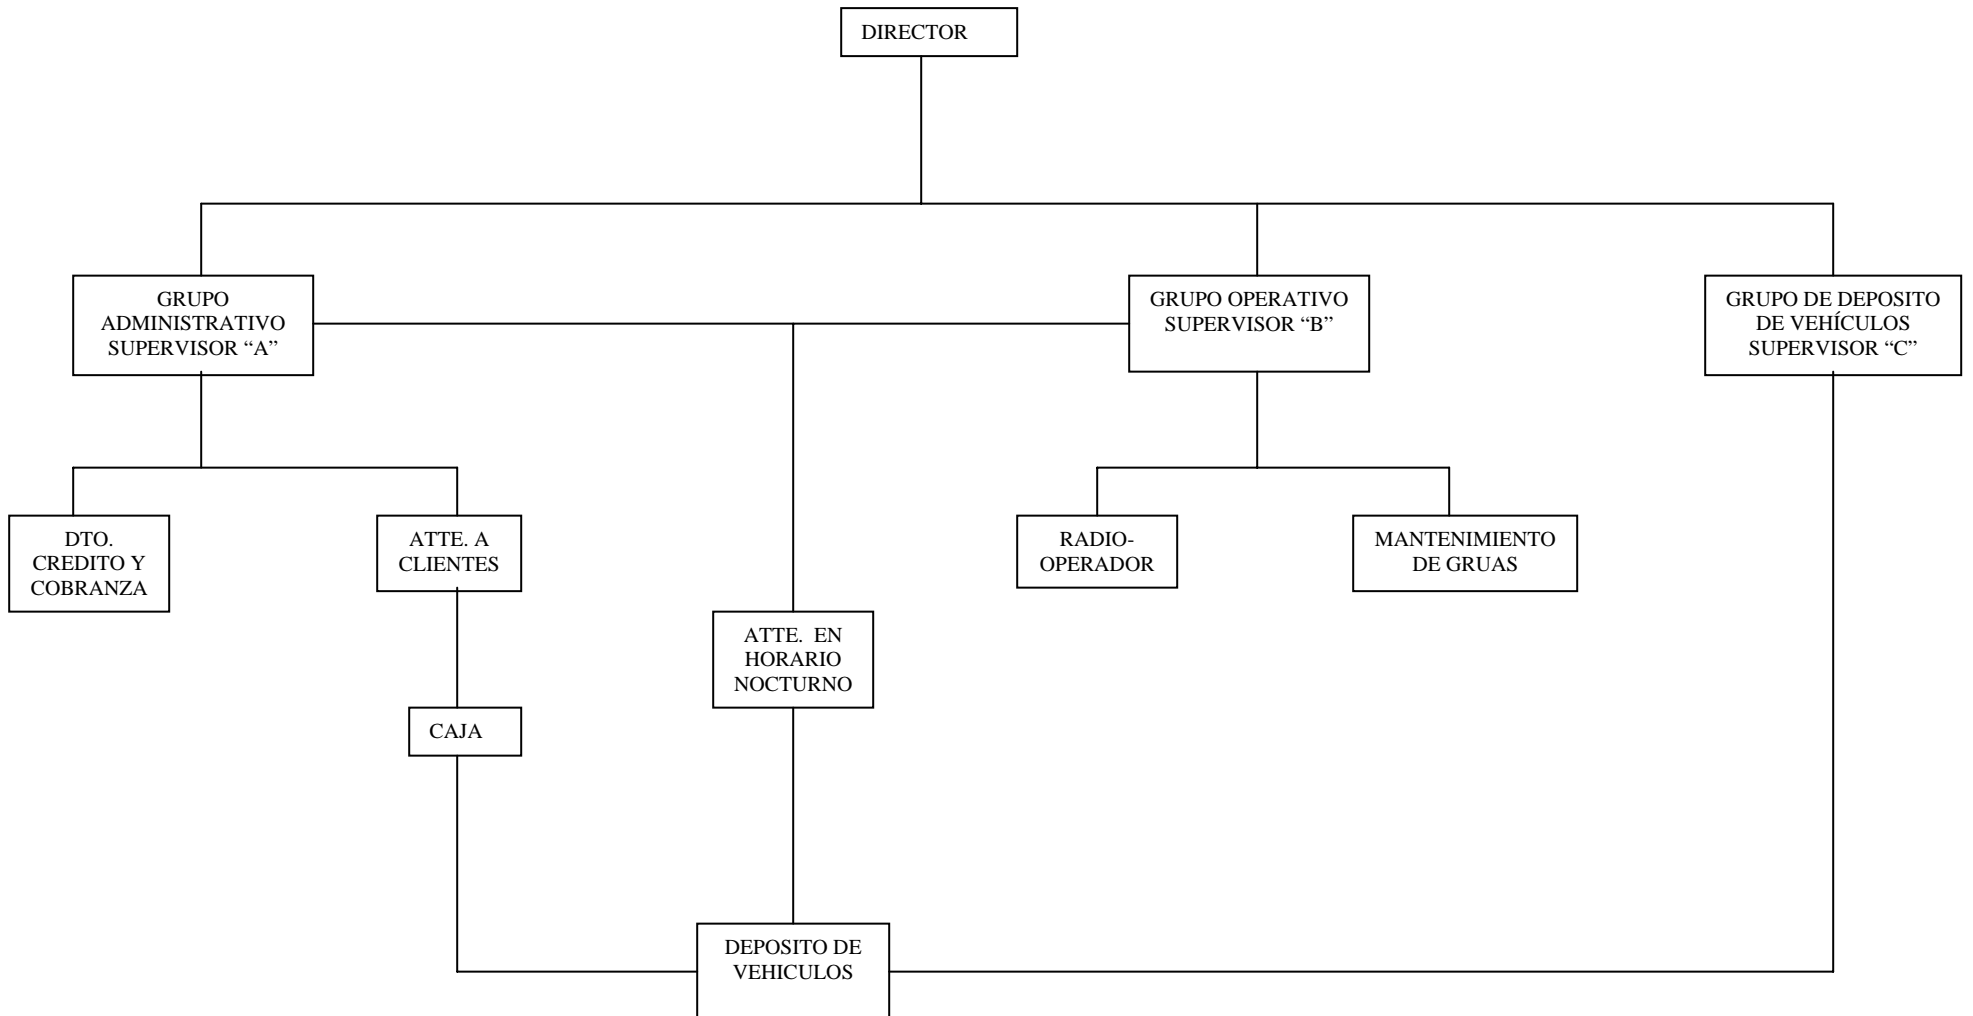 DIRECTOR
GRUPO
ADMINISTRATIVO
SUPERVISOR “A”
GRUPO OPERATIVO
SUPERVISOR “B”
GRUPO DE DEPOSITO
DE VEHÍCULOS
SUPERVISOR “C”
DTO.
CREDITO Y
COBRANZA
ATTE. A
CLIENTES
RADIO-
OPERADOR
MANTENIMIENTO
DE GRUAS
ATTE. EN
HORARIO
NOCTURNO
CAJA
DEPOSITO DE
VEHICULOS